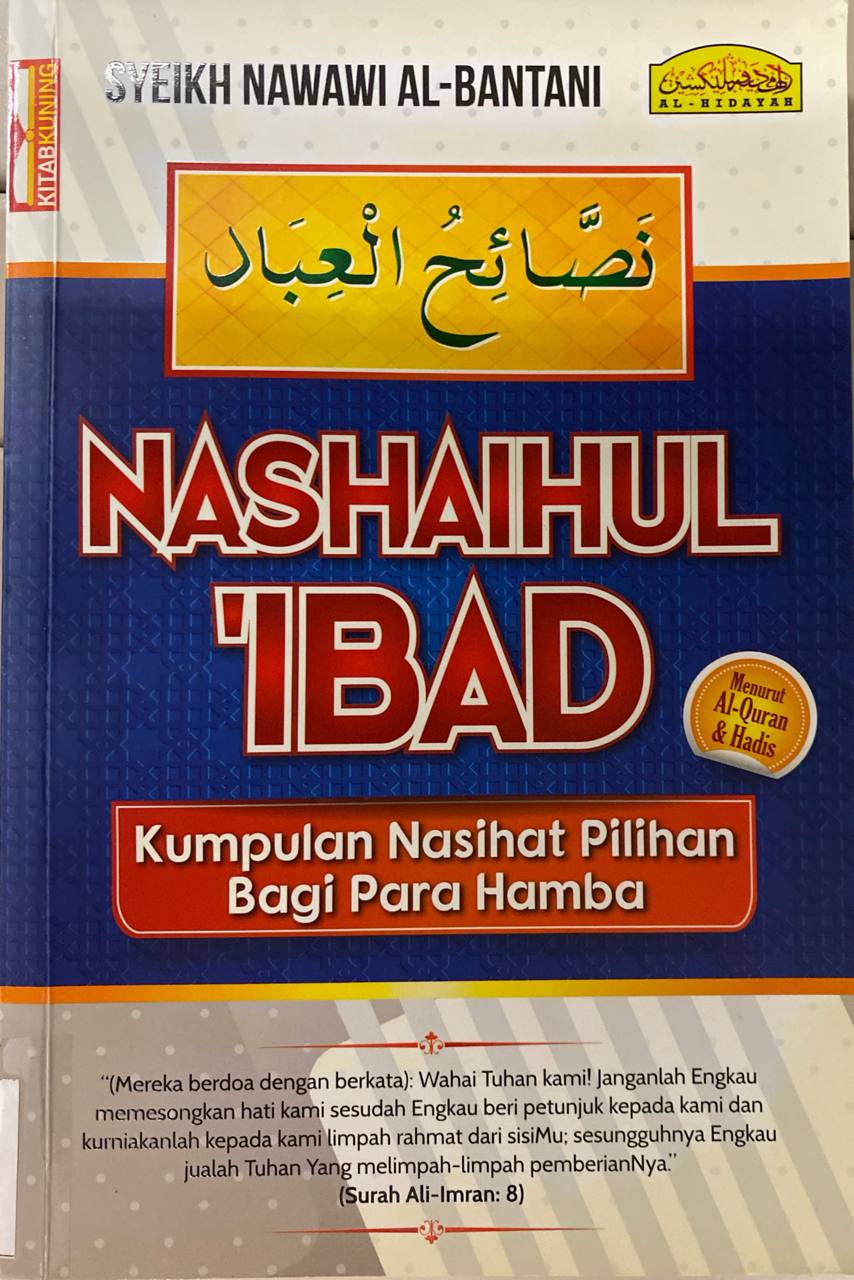 SYEIKH NAWAWI AL-BANTANI
AL-HIDAYAH
KITAB KUNING
نَصَّائِحُ الْعِبَاد
NASHAIHUL
'IBAD
Menurut
Al-Quran
& Hadis
Kumpulan Nasihat Pilihan
Bagi Para Hamba
“(Mereka berdoa dengan berkata): Wahai Tuhan kami! Janganlah Engkau
memesongkan hati kami sesudah Engkau beri petunjuk kepada kami dan
kurniakanlah kepada kami limpah rahmat dari sisiMu; sesungguhnya Engkau
jualah Tuhan Yang melimpah-limpah pemberianNya.”
(Surah Ali-Imran: 8)